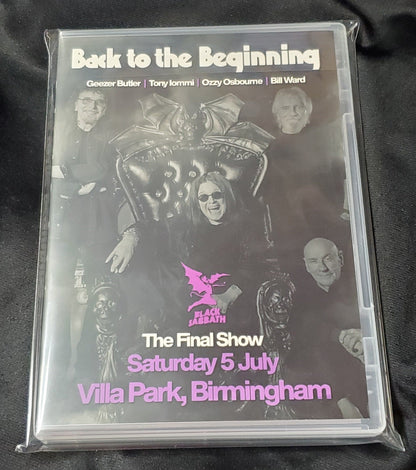 Back to the Beginning
Geezer Butler | Tony Iommi | Ozzy Osbourne | Bill Ward
BLACK
SABBATH
The Final Show
Saturday 5 July
Villa Park, Birmingham